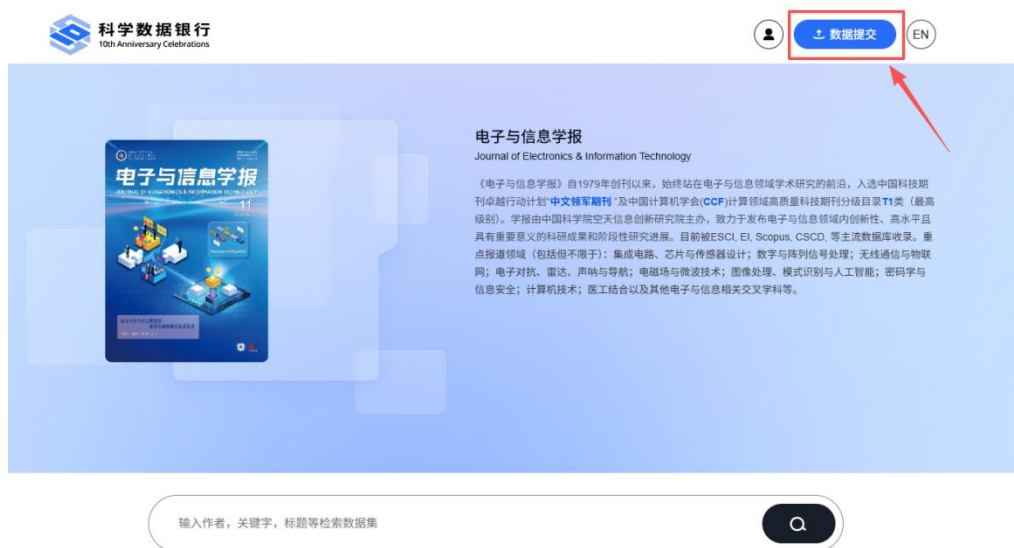 科学数据银行
10th Anniversary Celebrations
数据提交
EN
电子与信息学报
Journal of Electronics & Information Technology
《电子与信息学报》自1979年创刊以来，始终站在电子与信息领域学术研究的前沿，入选中国科技期
刊卓越行动计划"中文领军期刊"及中国计算机学会(CCF)计算领域高质量科技期刊分级目录T1类（最高
级别）。学报由中国科学院空天信息创新研究院主办，致力于发布电子与信息领域内创新性、高水平且
具有重要意义的科研成果和阶段性研究进展。目前被ESCI, EI, Scopus, CSCD, 等主流数据库收录。重
点报道领域（包括但不限于）：集成电路、芯片与传感器设计；数字与阵列信号处理；无线通信与物联
网；电子对抗、雷达、声呐与导航；电磁场与微波技术；图像处理、模式识别与人工智能；密码学与
信息安全；计算机技术；医工结合以及其他电子与信息相关交叉学科等。
电子与信息学报
JOURNAL OF ELECTRONICS & INFORMATION TECHNOLOGY
11
输入作者，关键字，标题等检索数据集